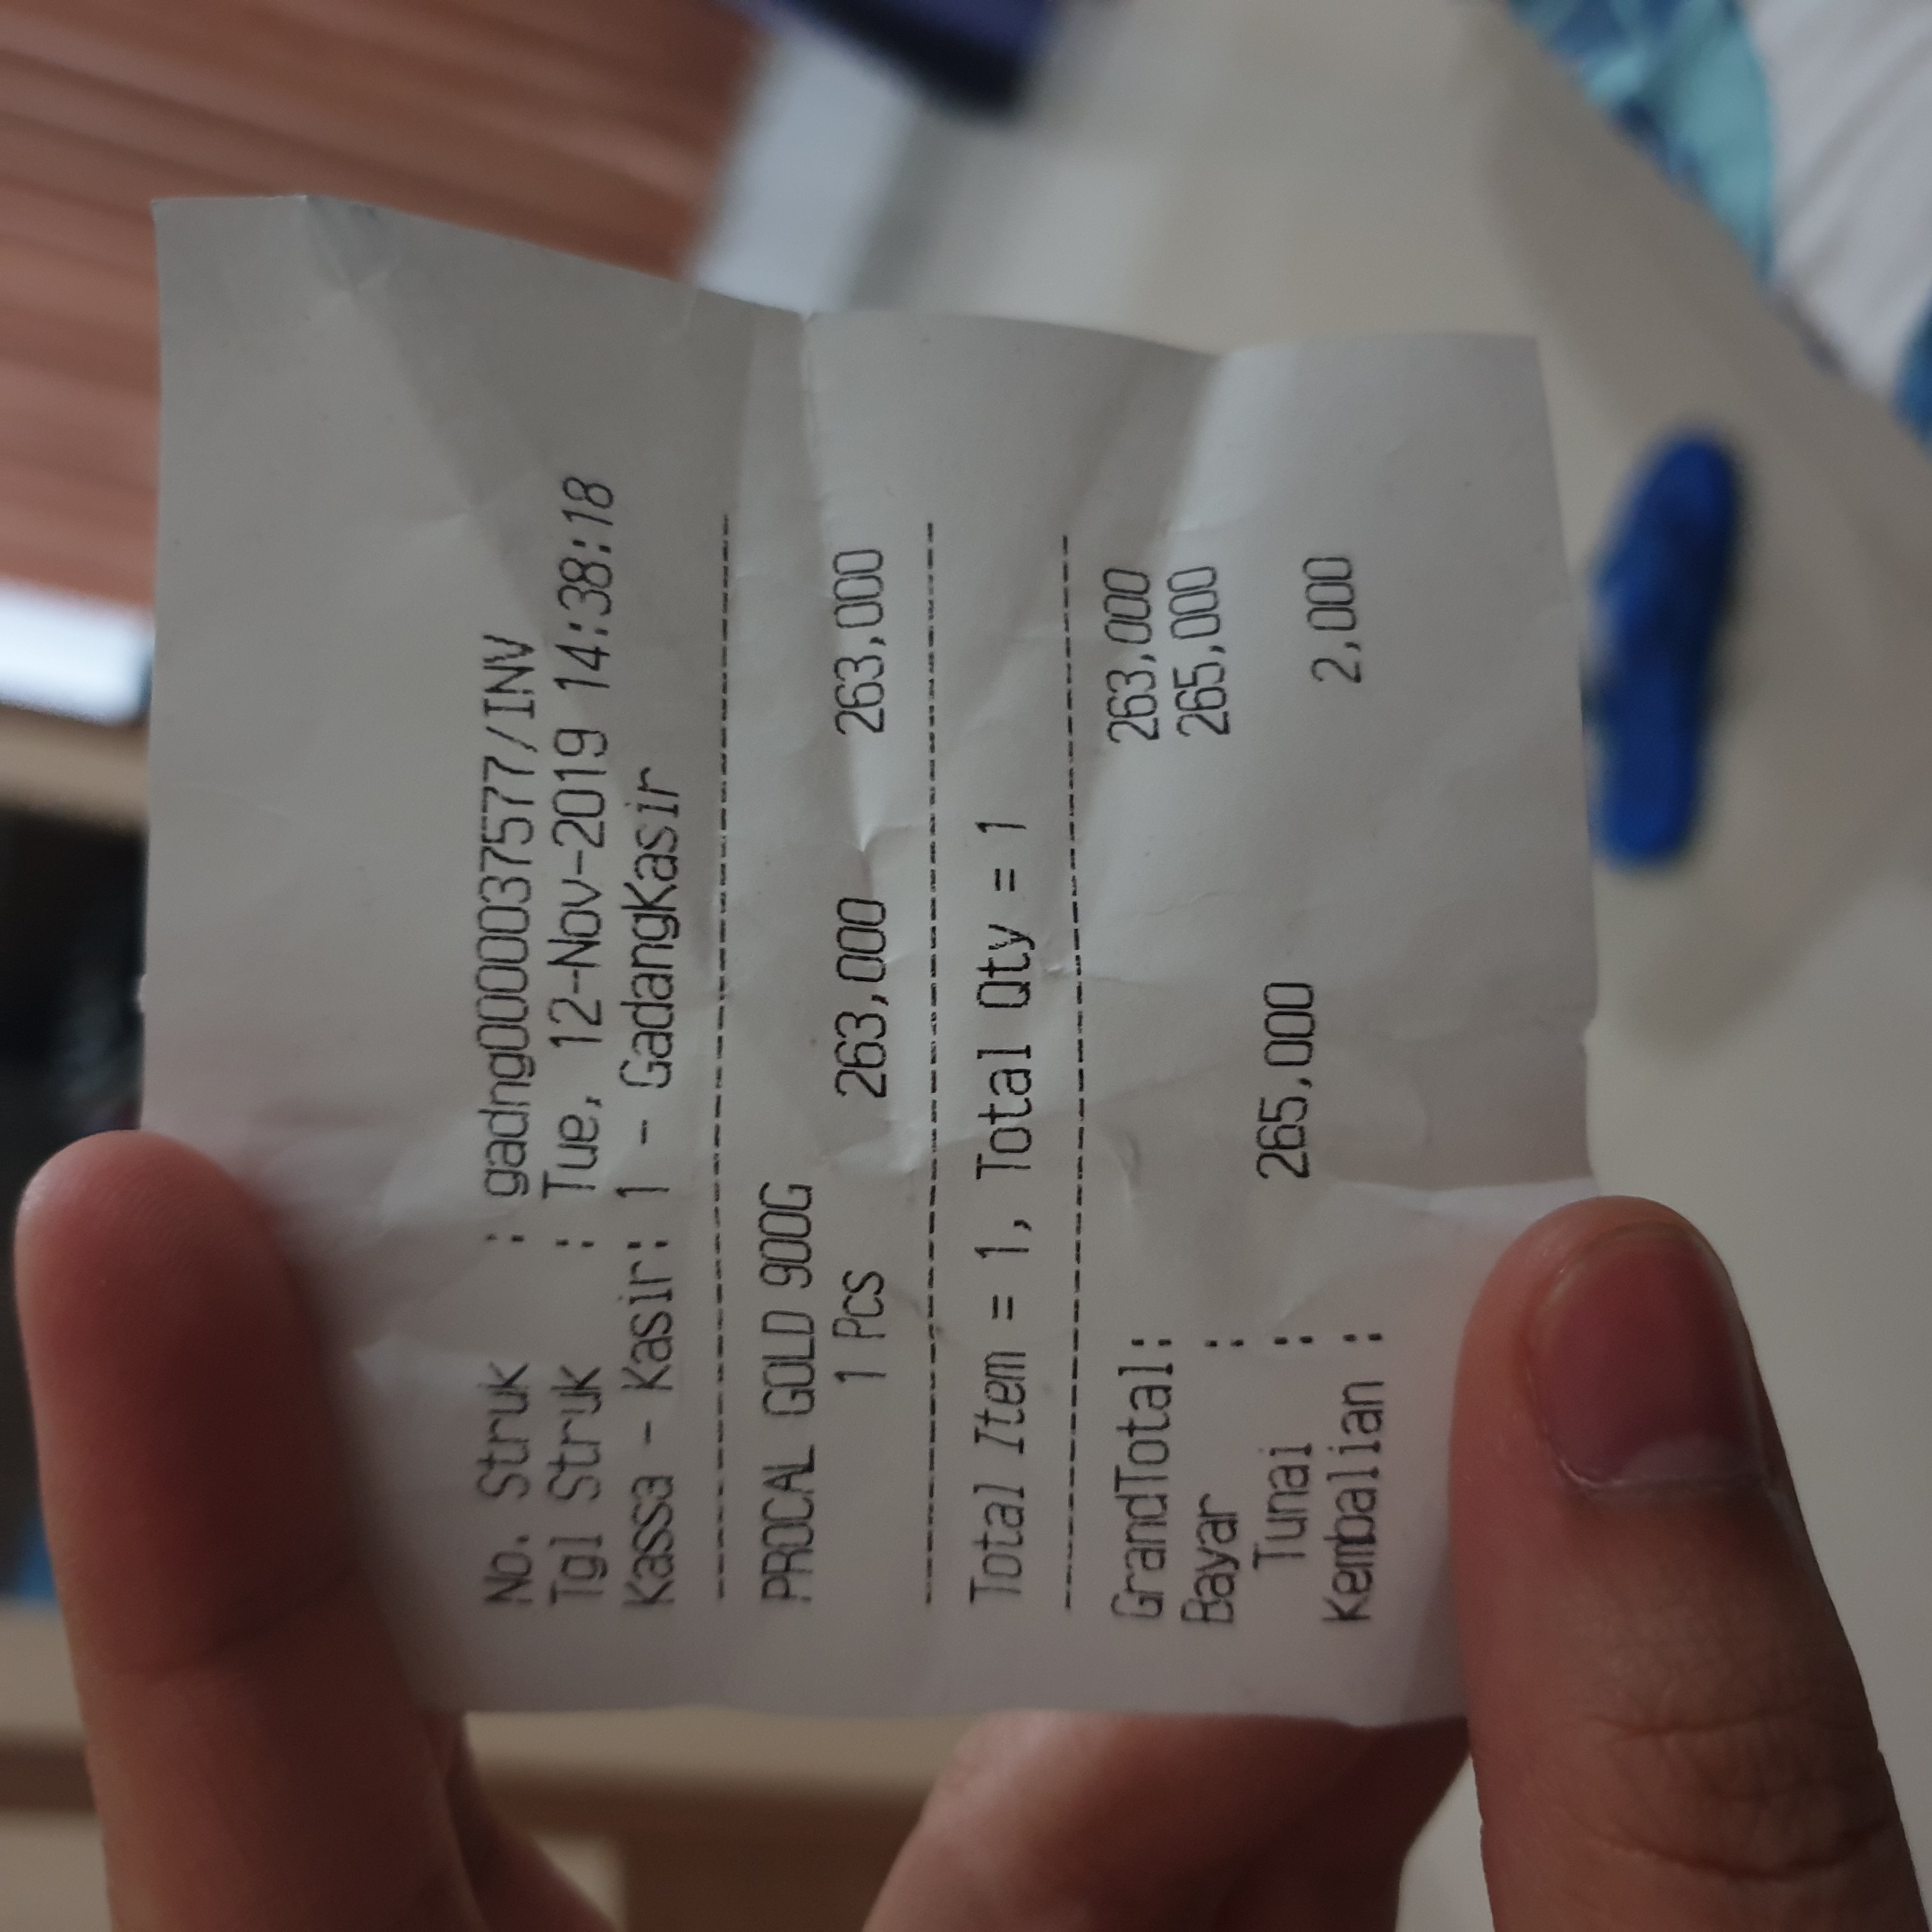 No. Struk : gadng0000037577/INV
Tgl Struk : Tue, 12-Nov-2019 14:38:18
Kassa - Kasir: 1 - GadangKasir
PROCAL GOLD 900G
1 Pcs 263,000 263,000
Total Item = 1, Total Qty = 1
GrandTotal: 263,000
Bayar : 265,000
Tunai : 265,000
Kembalian : 2,000